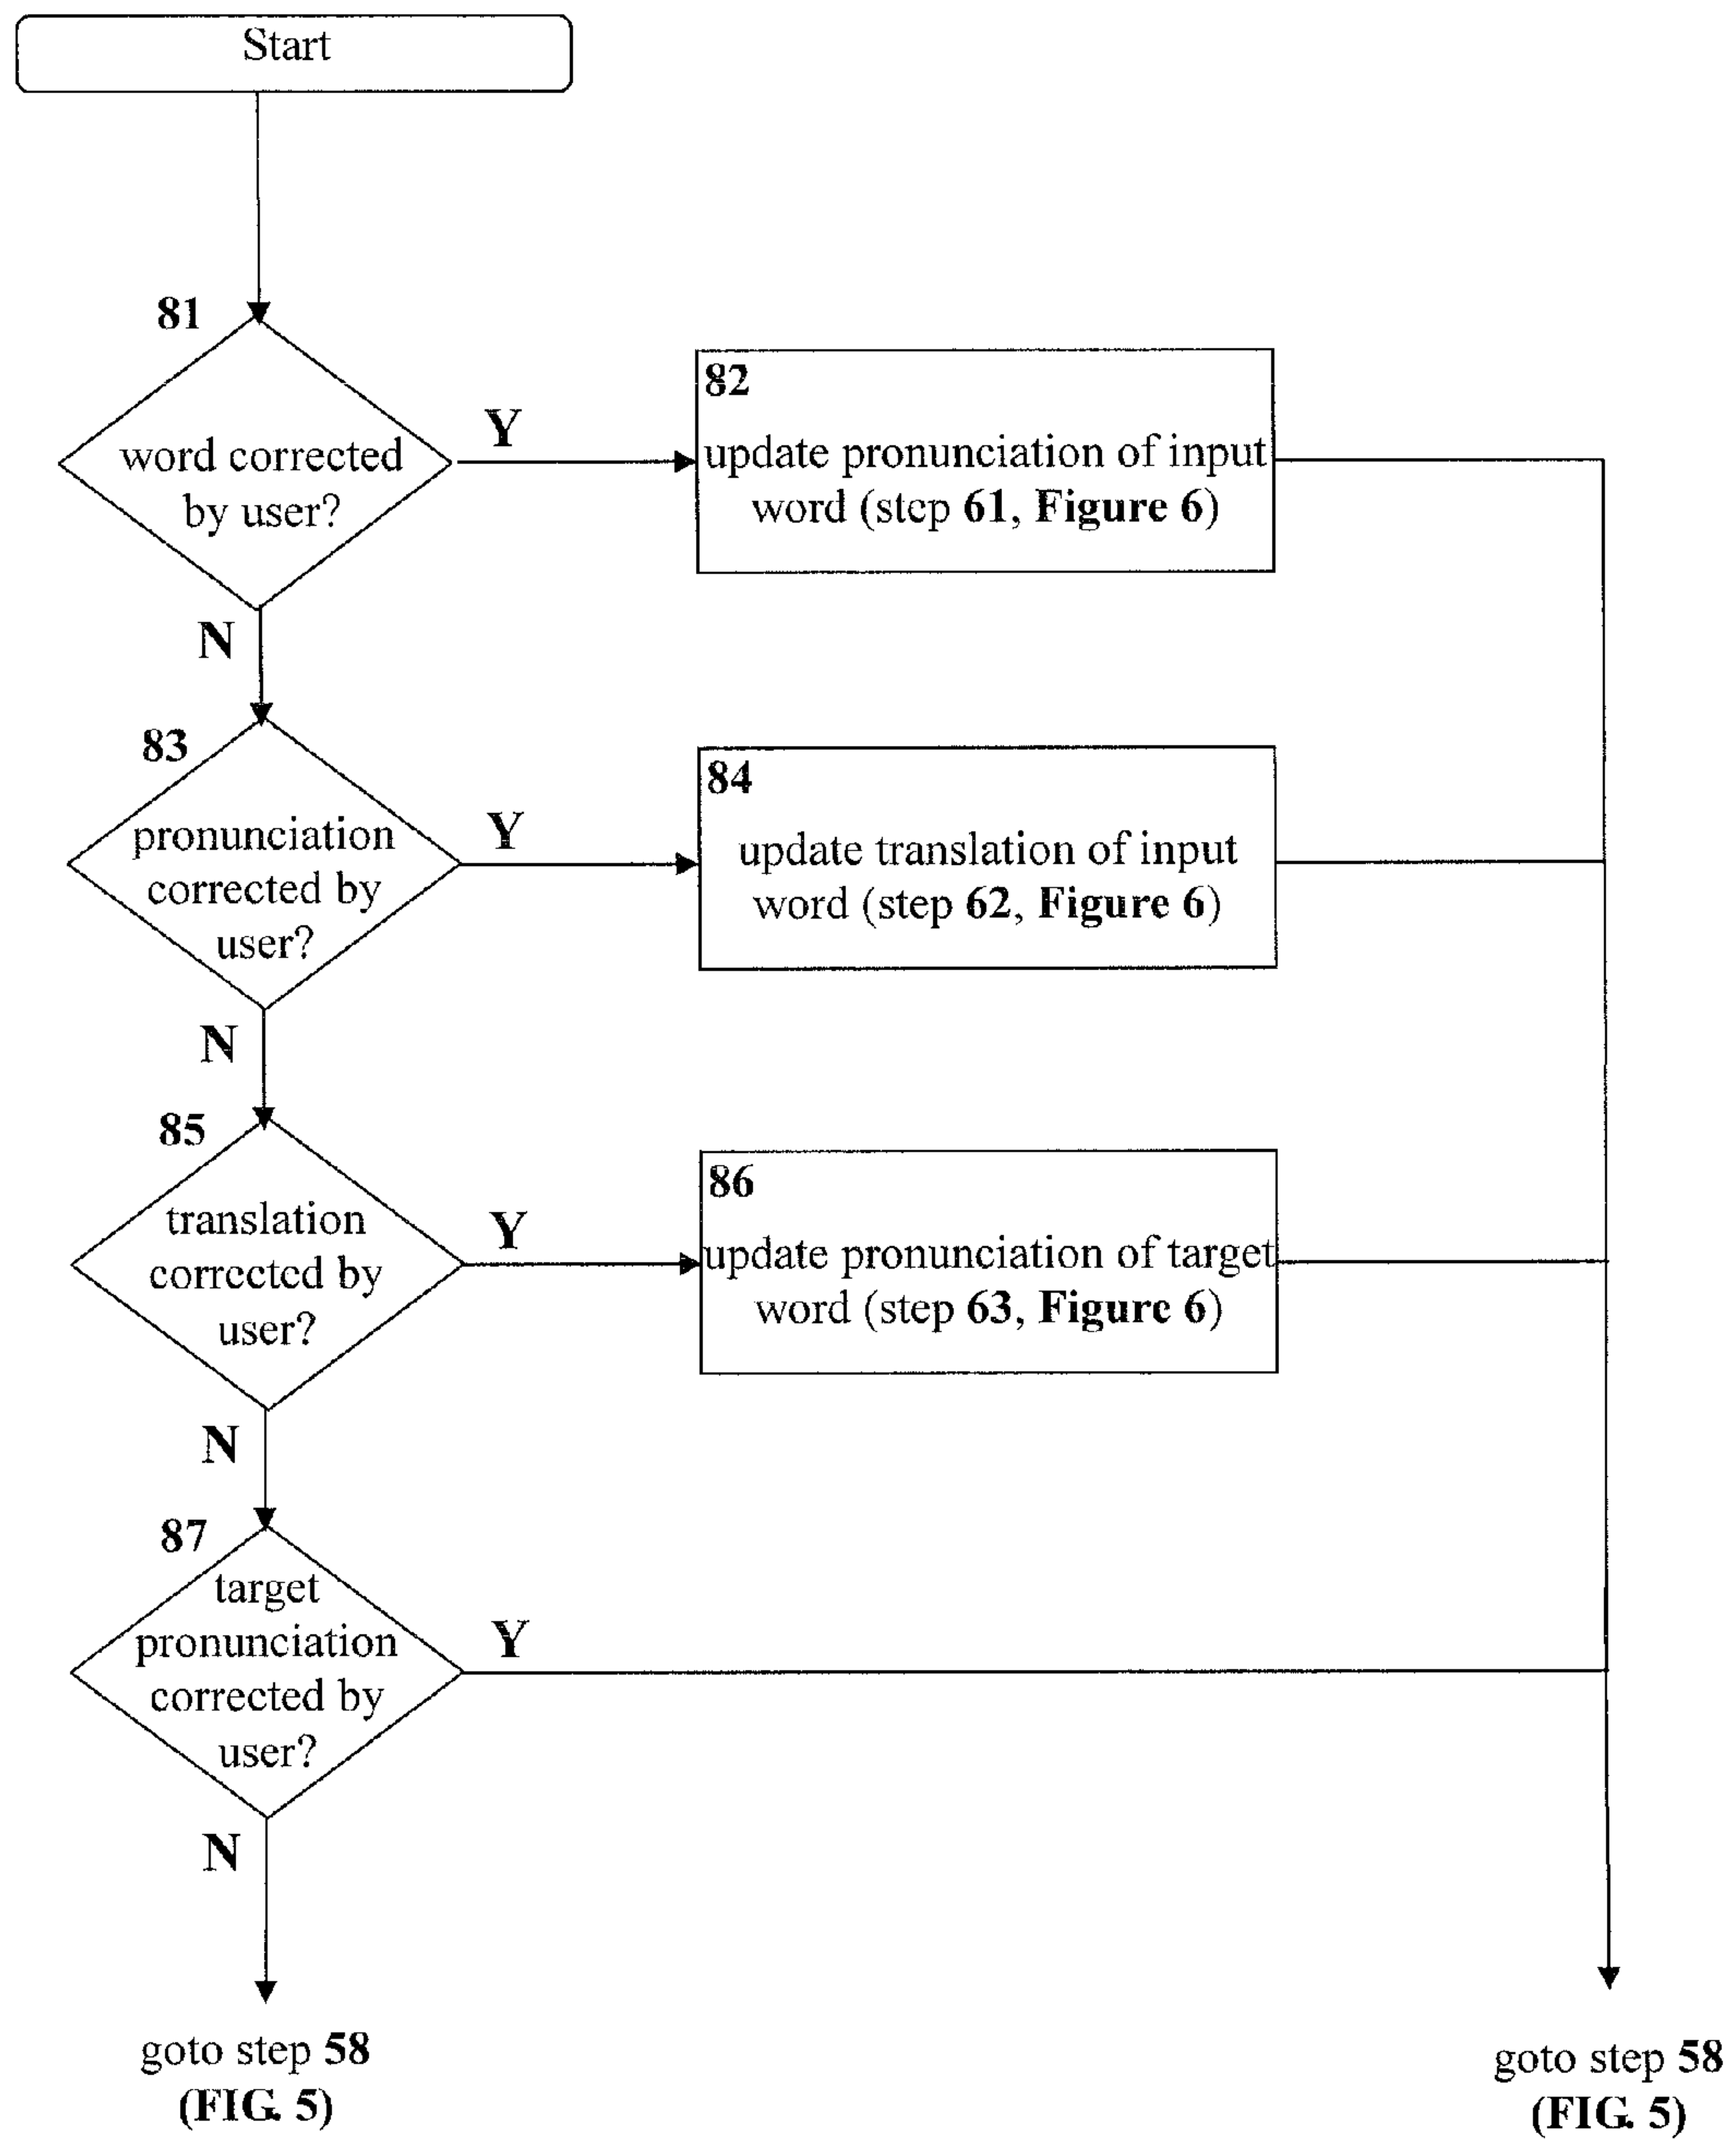 Start
81
word corrected
by user?
Y
82
update pronunciation of input
word (step 61, Figure 6)
N
83
pronunciation
corrected by
user?
Y
84
update translation of input
word (step 62, Figure 6)
N
85
translation
corrected by
user?
Y
86
update pronunciation of target
word (step 63, Figure 6)
N
87
target
pronunciation
corrected by
user?
Y
N
goto step 58
(FIG. 5)
goto step 58
(FIG. 5)